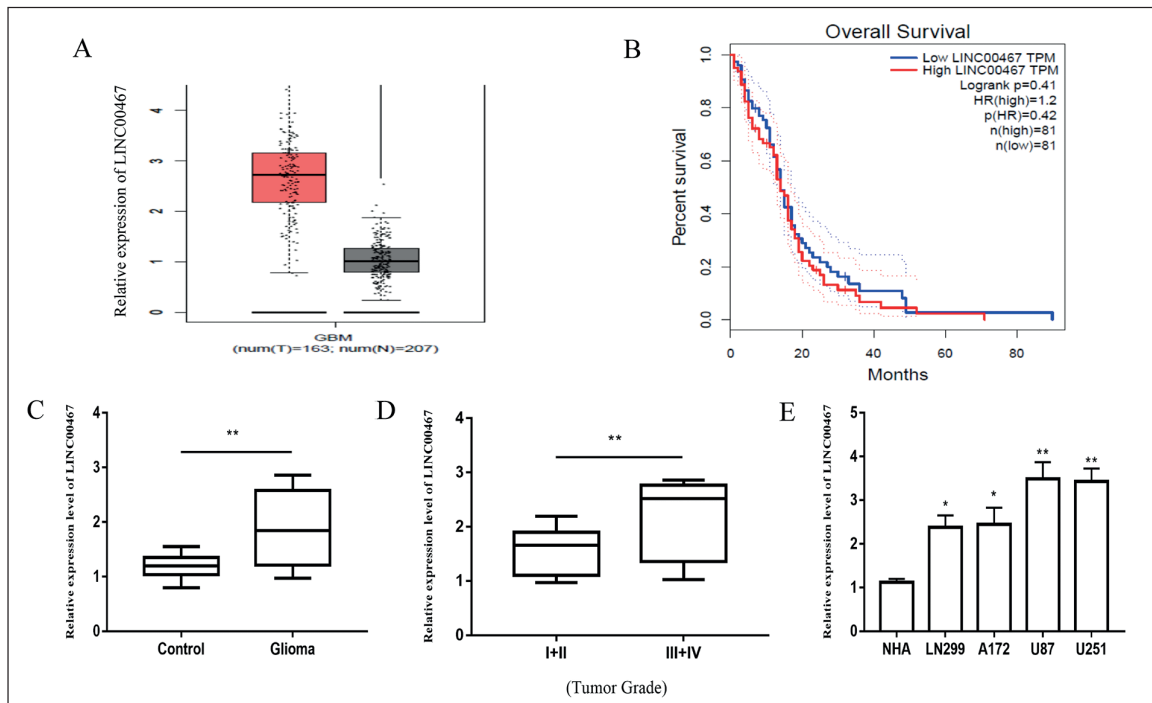 A
Relative expression of LINC00467
4
3
2
1
0
GBM
(num(T)=163; num(N)=207)
B
Overall Survival
Percent survival
1.0
0.8
0.6
0.4
0.2
0.0
Low LINC00467 TPM
High LINC00467 TPM
Logrank p=0.41
HR(high)=1.2
p(HR)=0.42
n(high)=81
n(low)=81
0 20 40 60 80
Months
C
Relative expression level of LINC00467
4
3
2
1
0
**
Control Glioma
D
Relative expression level of LINC00467
4
3
2
1
0
**
I+II III+IV
(Tumor Grade)
E
Relative expression level of LINC00467
5
4
3
2
1
0
* * ** **
NHA LN299 A172 U87 U251